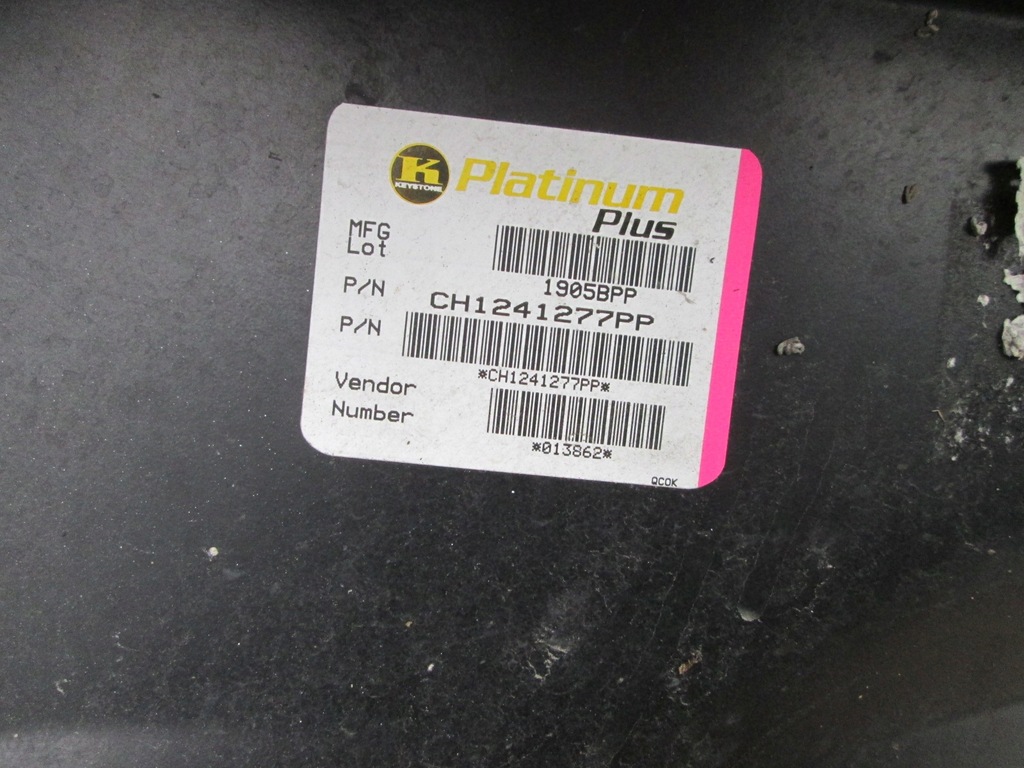 K
KEYSTONE
Platinum
Plus
MFG
Lot
1905BPP
P/N
CH1241277PP
P/N
*CH1241277PP*
Vendor
Number
*013862*
QCOK